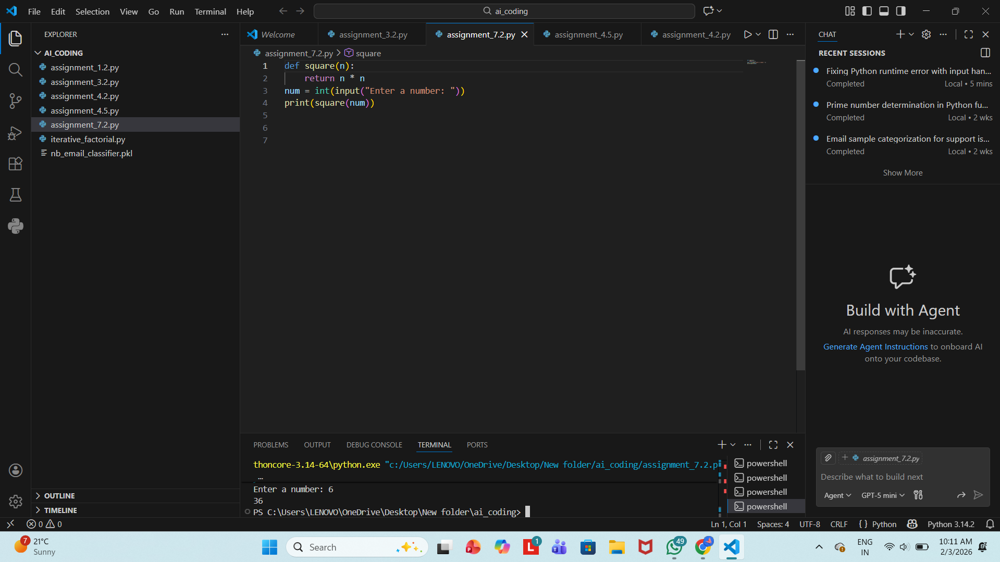 File Edit Selection View Go Run Terminal Help
ai_coding
EXPLORER
AI_CODING
assignment_1.2.py
assignment_3.2.py
assignment_4.2.py
assignment_4.5.py
assignment_7.2.py
iterative_factorial.py
nb_email_classifier.pkl
OUTLINE
TIMELINE
Welcome
assignment_3.2.py
assignment_7.2.py
assignment_4.5.py
assignment_4.2.py
assignment_7.2.py > square
1 def square(n):
2 return n * n
3 num = int(input("Enter a number: "))
4 print(square(num))
5
6
7
PROBLEMS OUTPUT DEBUG CONSOLE TERMINAL PORTS
thoncore-3.14-64\python.exe "c:/Users/LENOVO/OneDrive/Desktop/New folder/ai_coding/assignment_7.2.p
…
Enter a number: 6
36
PS C:\Users\LENOVO\OneDrive\Desktop\New folder\ai_coding>
powershell
powershell
powershell
powershell
CHAT
RECENT SESSIONS
Fixing Python runtime error with input han...
Completed Local • 5 mins
Prime number determination in Python fu...
Completed Local • 2 wks
Email sample categorization for support is...
Completed Local • 2 wks
Show More
Build with Agent
AI responses may be inaccurate.
Generate Agent Instructions to onboard AI
onto your codebase.
assignment_7.2.py
Describe what to build next
Agent GPT-5 mini
0 0
Ln 1, Col 1 Spaces: 4 UTF-8 CRLF { } Python Python 3.14.2
7
21°C
Sunny
Search
P
L
1
T
49
ENG
IN
10:11 AM
2/3/2026